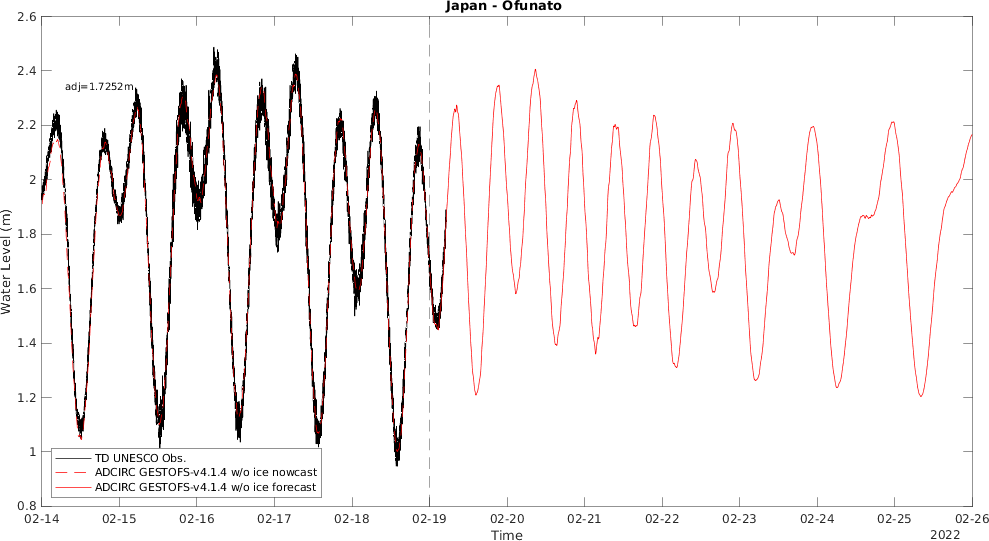 Japan - Ofunato
2.6
2.4
2.2
2
1.8
1.6
1.4
1.2
1
0.8
Water Level (m)
adj=1.7252m
TD UNESCO Obs.
ADCIRC GESTOFS-v4.1.4 w/o ice nowcast
ADCIRC GESTOFS-v4.1.4 w/o ice forecast
02-14 02-15 02-16 02-17 02-18 02-19 02-20 02-21 02-22 02-23 02-24 02-25 02-26
Time
2022